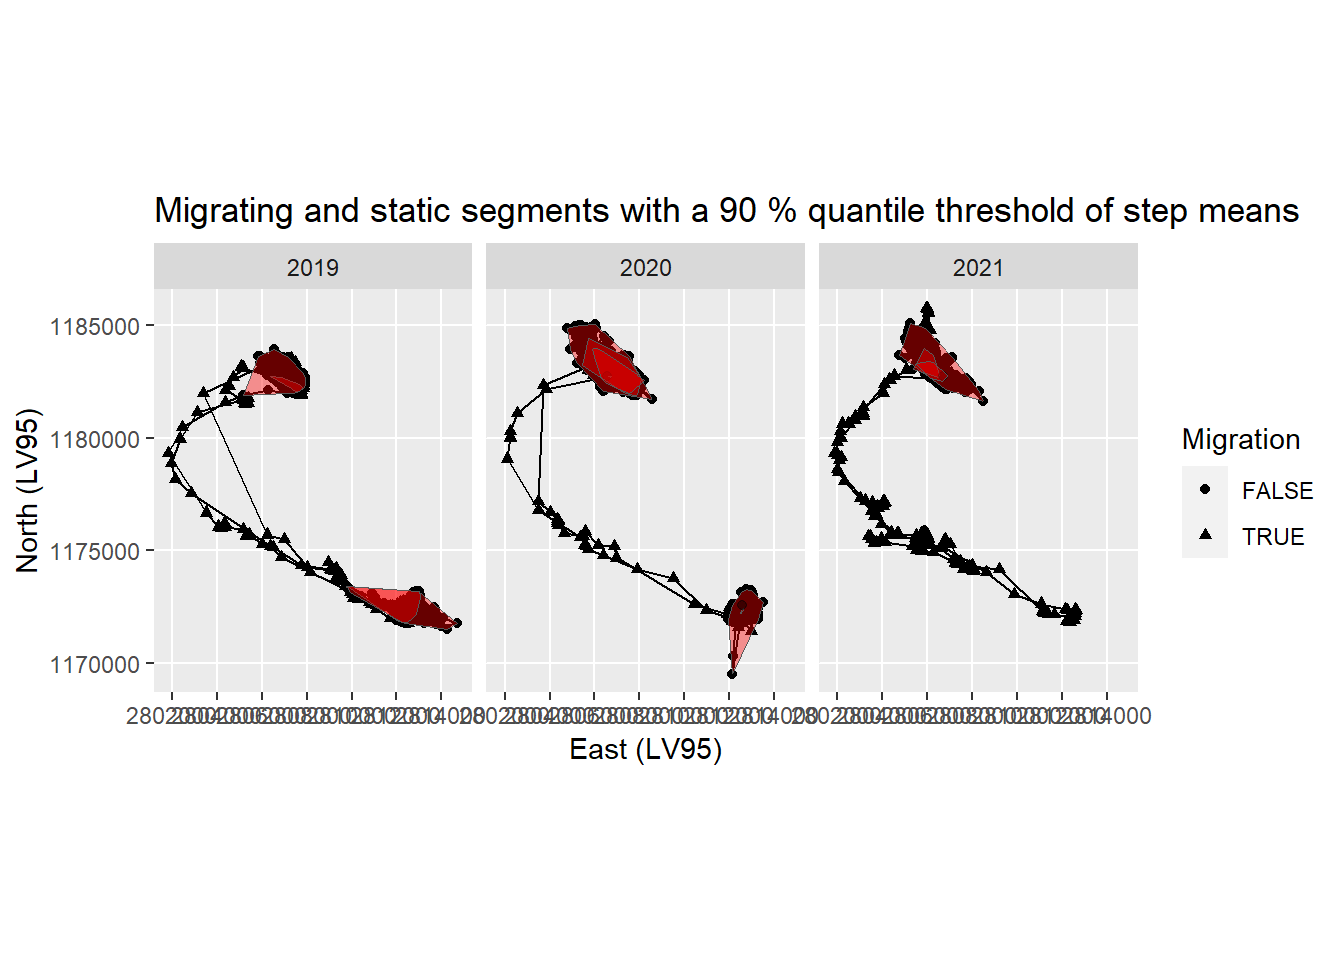 Migrating and static segments with a 90 % quantile threshold of step means
2019
2020
2021
1185000
1180000
1175000
1170000
North (LV95)
East (LV95)
Migration
FALSE
TRUE